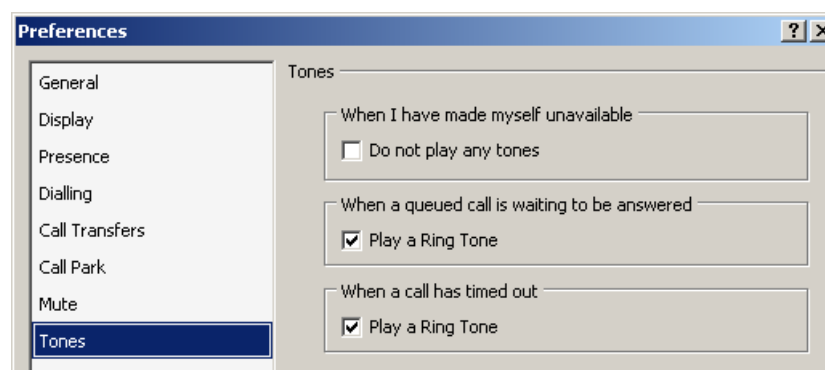 Preferences
General
Display
Presence
Dialling
Call Transfers
Call Park
Mute
Tones
Tones
When I have made myself unavailable
Do not play any tones
When a queued call is waiting to be answered
Play a Ring Tone
When a call has timed out
Play a Ring Tone